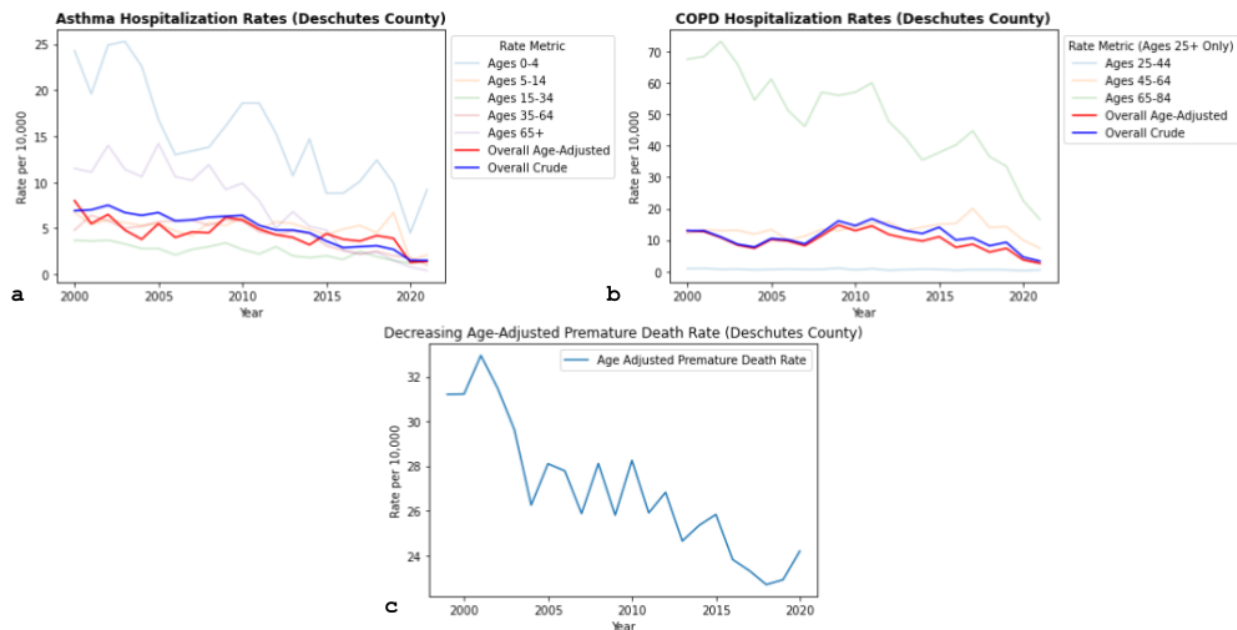 Asthma Hospitalization Rates (Deschutes County)
25
20
15
10
5
0
Rate per 10,000
2000
2005
2010
2015
2020
Year
Rate Metric
Ages 0-4
Ages 5-14
Ages 15-34
Ages 35-64
Ages 65+
Overall Age-Adjusted
Overall Crude
a
COPD Hospitalization Rates (Deschutes County)
70
60
50
40
30
20
10
0
Rate per 10,000
2000
2005
2010
2015
2020
Year
Rate Metric (Ages 25+ Only)
Ages 25-44
Ages 45-64
Ages 65-84
Overall Age-Adjusted
Overall Crude
b
Decreasing Age-Adjusted Premature Death Rate (Deschutes County)
Age Adjusted Premature Death Rate
32
30
28
26
24
Rate per 10,000
2000
2005
2010
2015
2020
Year
c